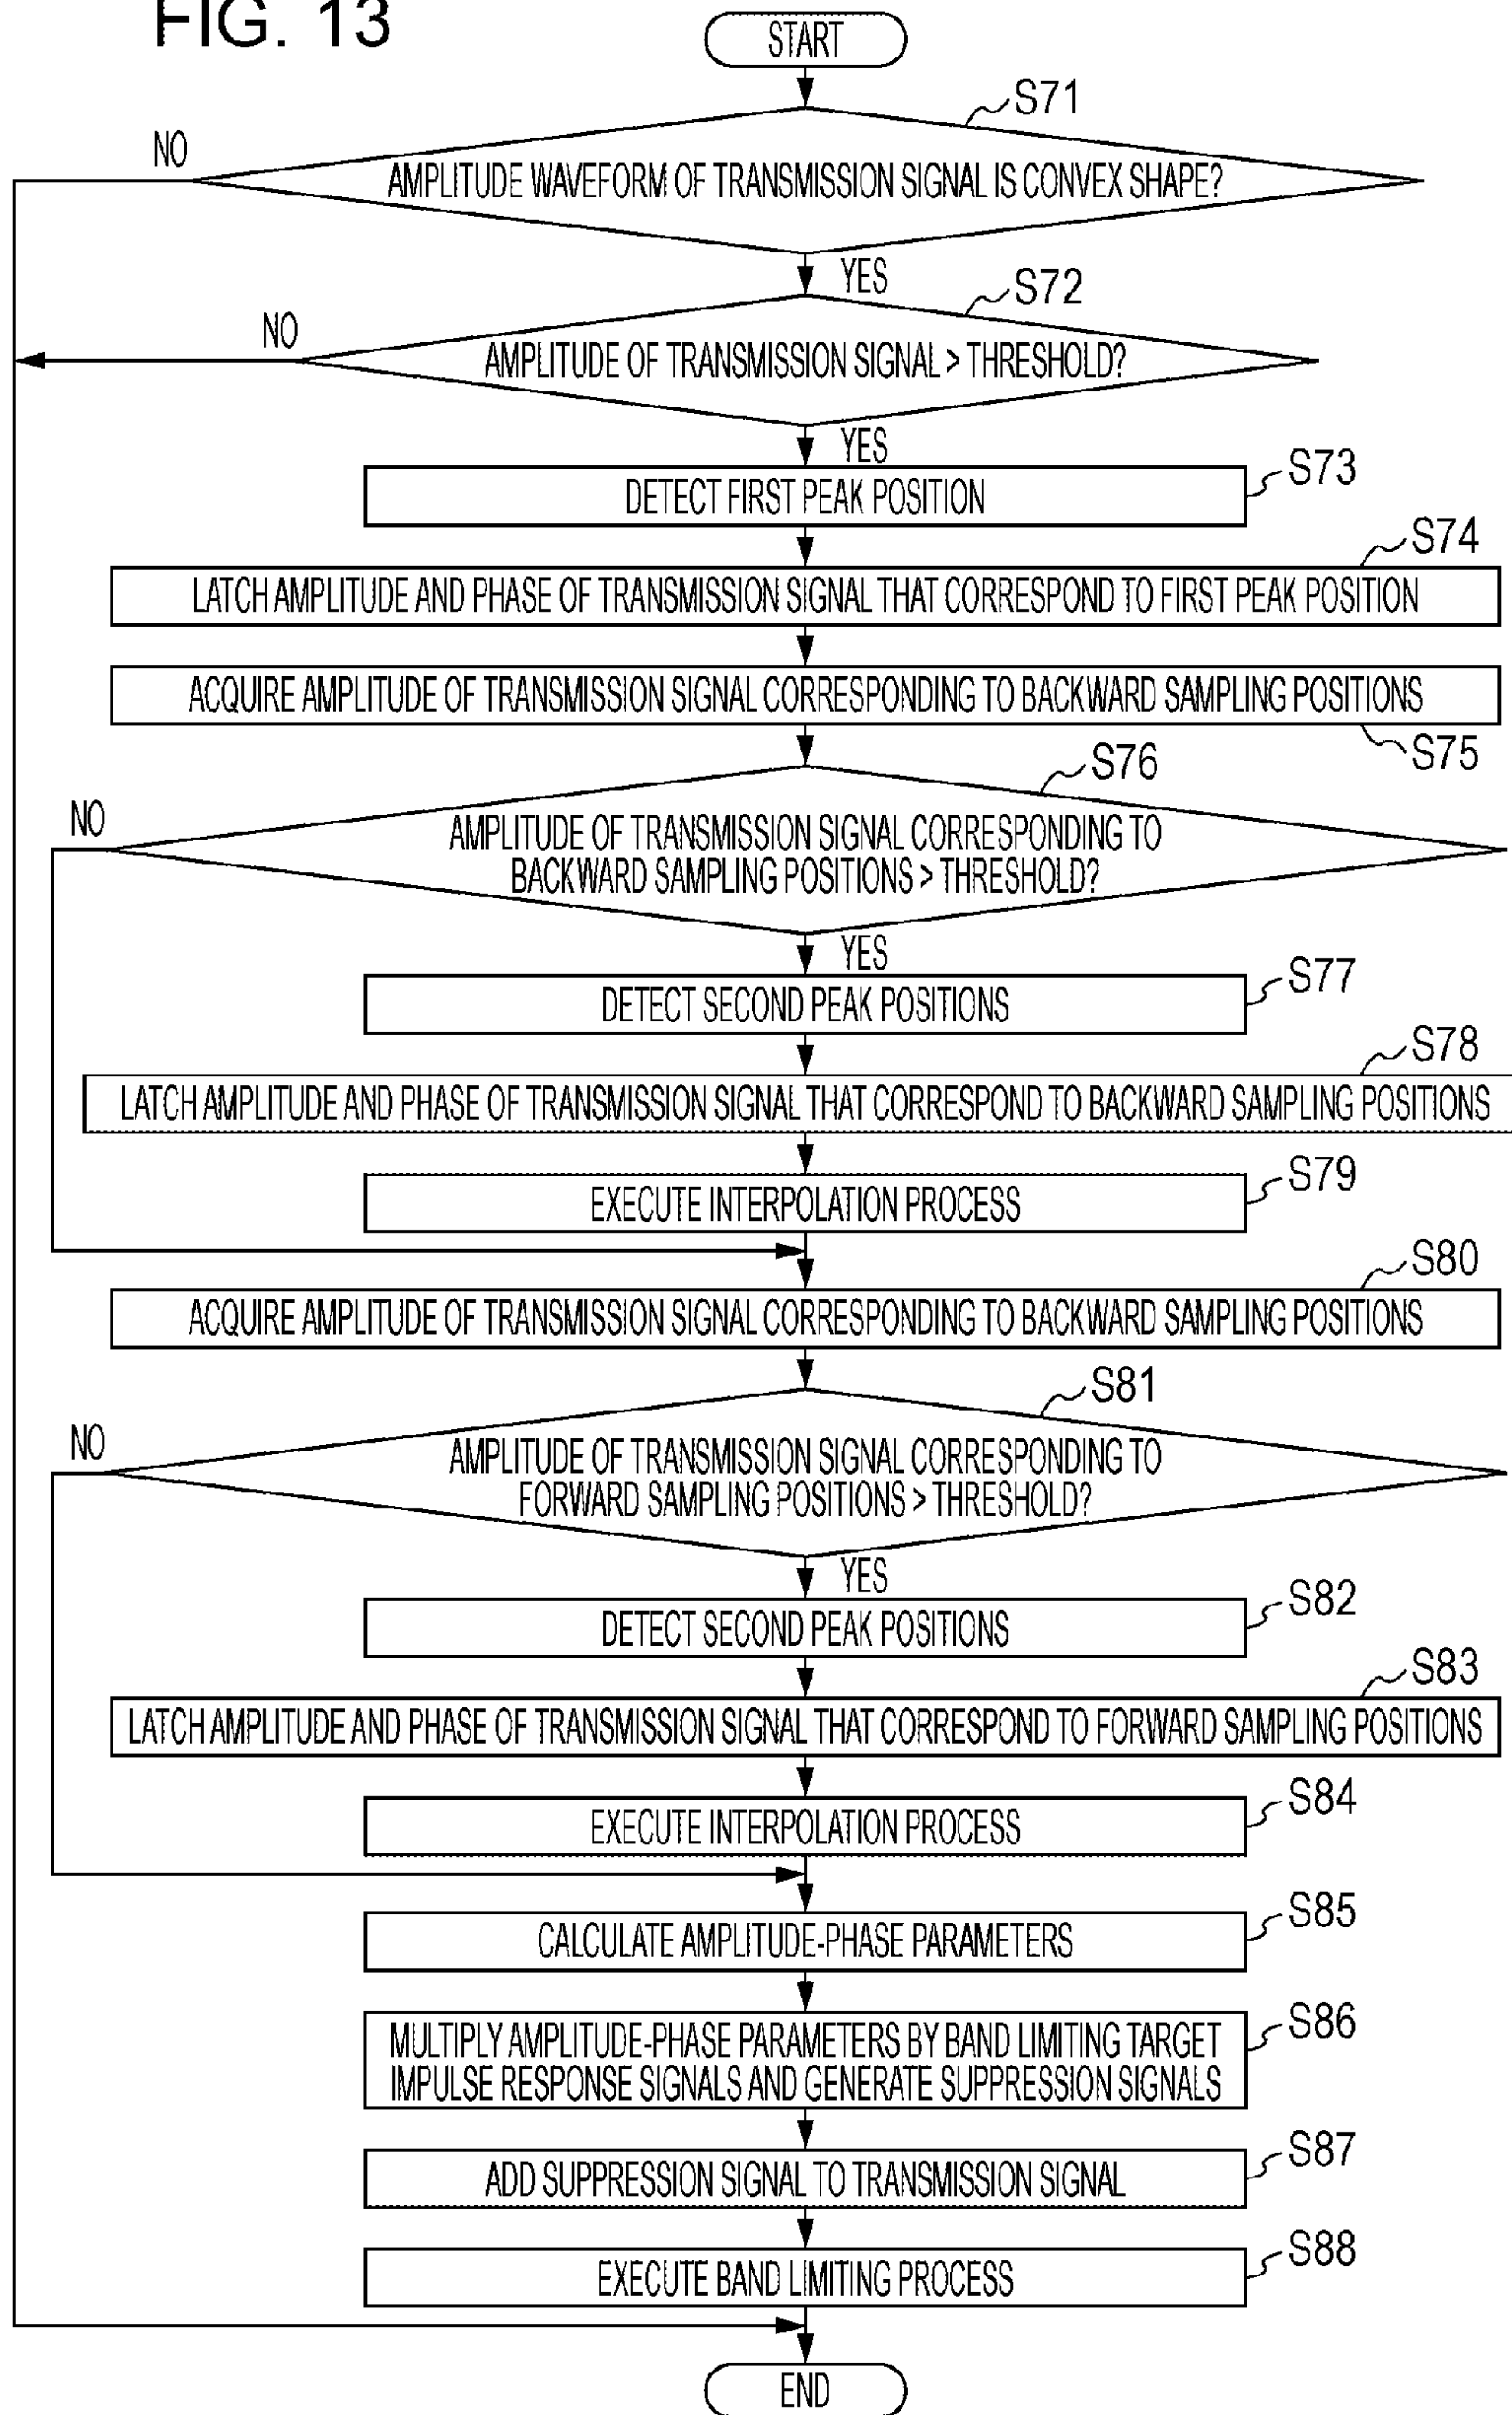 FIG. 13
START
S71
NO
AMPLITUDE WAVEFORM OF TRANSMISSION SIGNAL IS CONVEX SHAPE?
YES
S72
NO
AMPLITUDE OF TRANSMISSION SIGNAL > THRESHOLD?
YES
S73
DETECT FIRST PEAK POSITION
S74
LATCH AMPLITUDE AND PHASE OF TRANSMISSION SIGNAL THAT CORRESPOND TO FIRST PEAK POSITION
ACQUIRE AMPLITUDE OF TRANSMISSION SIGNAL CORRESPONDING TO BACKWARD SAMPLING POSITIONS
S75
S76
NO
AMPLITUDE OF TRANSMISSION SIGNAL CORRESPONDING TO
BACKWARD SAMPLING POSITIONS > THRESHOLD?
YES
S77
DETECT SECOND PEAK POSITIONS
S78
LATCH AMPLITUDE AND PHASE OF TRANSMISSION SIGNAL THAT CORRESPOND TO BACKWARD SAMPLING POSITIONS
S79
EXECUTE INTERPOLATION PROCESS
S80
ACQUIRE AMPLITUDE OF TRANSMISSION SIGNAL CORRESPONDING TO BACKWARD SAMPLING POSITIONS
S81
NO
AMPLITUDE OF TRANSMISSION SIGNAL CORRESPONDING TO
FORWARD SAMPLING POSITIONS > THRESHOLD?
YES
S82
DETECT SECOND PEAK POSITIONS
S83
LATCH AMPLITUDE AND PHASE OF TRANSMISSION SIGNAL THAT CORRESPOND TO FORWARD SAMPLING POSITIONS
S84
EXECUTE INTERPOLATION PROCESS
S85
CALCULATE AMPLITUDE-PHASE PARAMETERS
S86
MULTIPLY AMPLITUDE-PHASE PARAMETERS BY BAND LIMITING TARGET
IMPULSE RESPONSE SIGNALS AND GENERATE SUPPRESSION SIGNALS
S87
ADD SUPPRESSION SIGNAL TO TRANSMISSION SIGNAL
S88
EXECUTE BAND LIMITING PROCESS
END